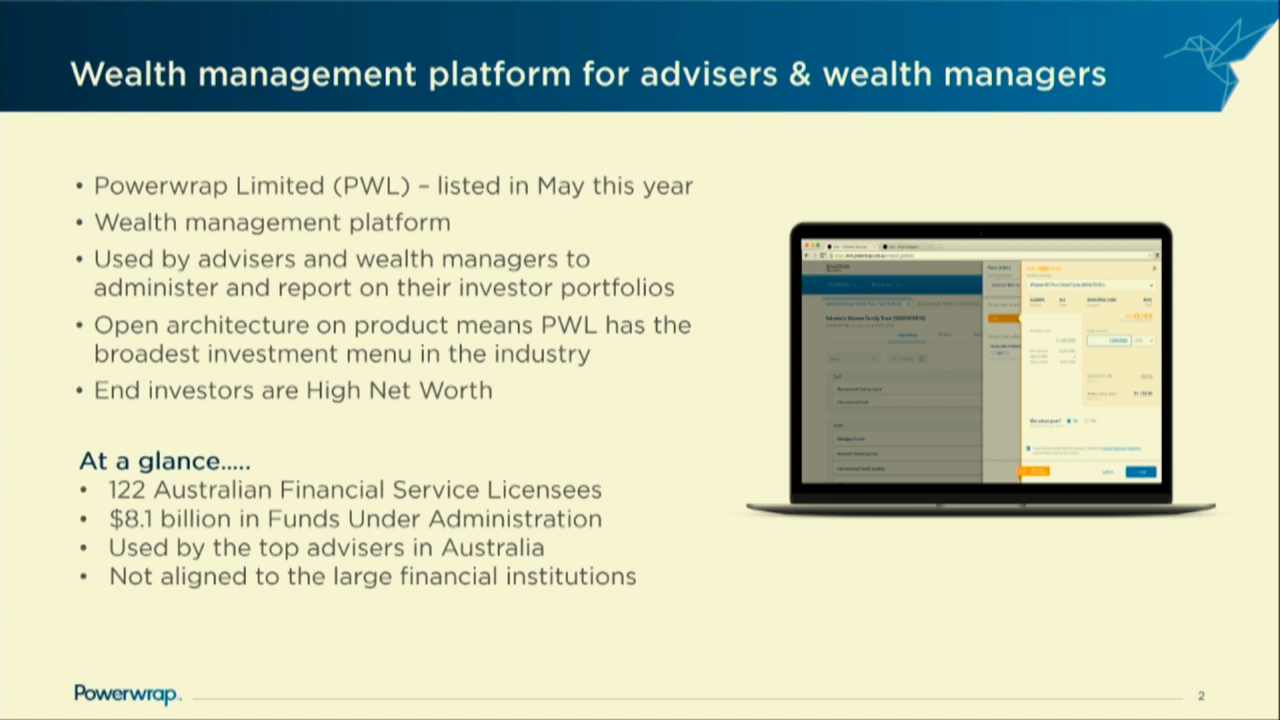 Wealth management platform for advisers & wealth managers
• Powerwrap Limited (PWL) – listed in May this year
• Wealth management platform
• Used by advisers and wealth managers to
administer and report on their investor portfolios
• Open architecture on product means PWL has the
broadest investment menu in the industry
• End investors are High Net Worth
At a glance.....
• 122 Australian Financial Service Licensees
• $8.1 billion in Funds Under Administration
• Used by the top advisers in Australia
• Not aligned to the large financial institutions
Powerwrap
2